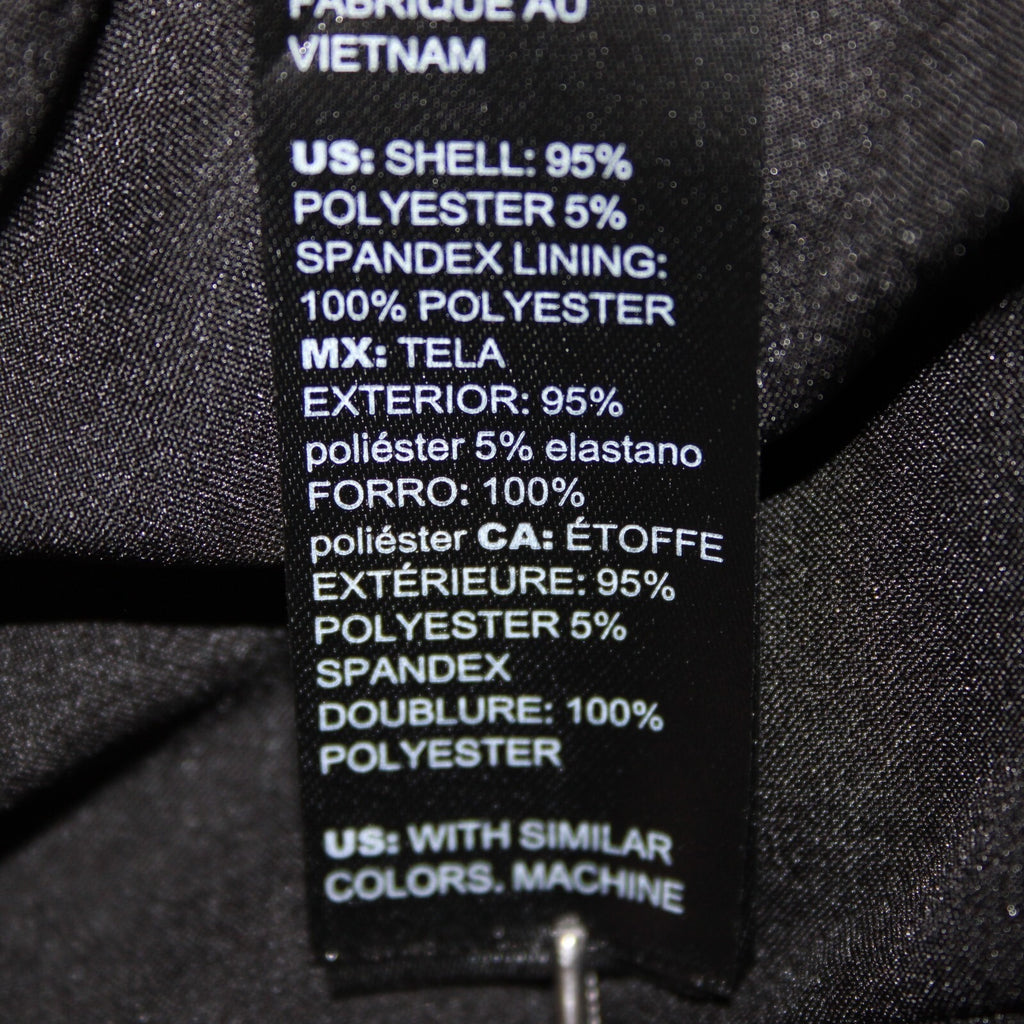 FABRIQUÉ AU
VIETNAM
US: SHELL: 95%
POLYESTER 5%
SPANDEX LINING:
100% POLYESTER
MX: TELA
EXTERIOR: 95%
poliéster 5% elastano
FORRO: 100%
poliéster CA: ÉTOFFE
EXTÉRIEURE: 95%
POLYESTER 5%
SPANDEX
DOUBLURE: 100%
POLYESTER
US: WITH SIMILAR
COLORS. MACHINE